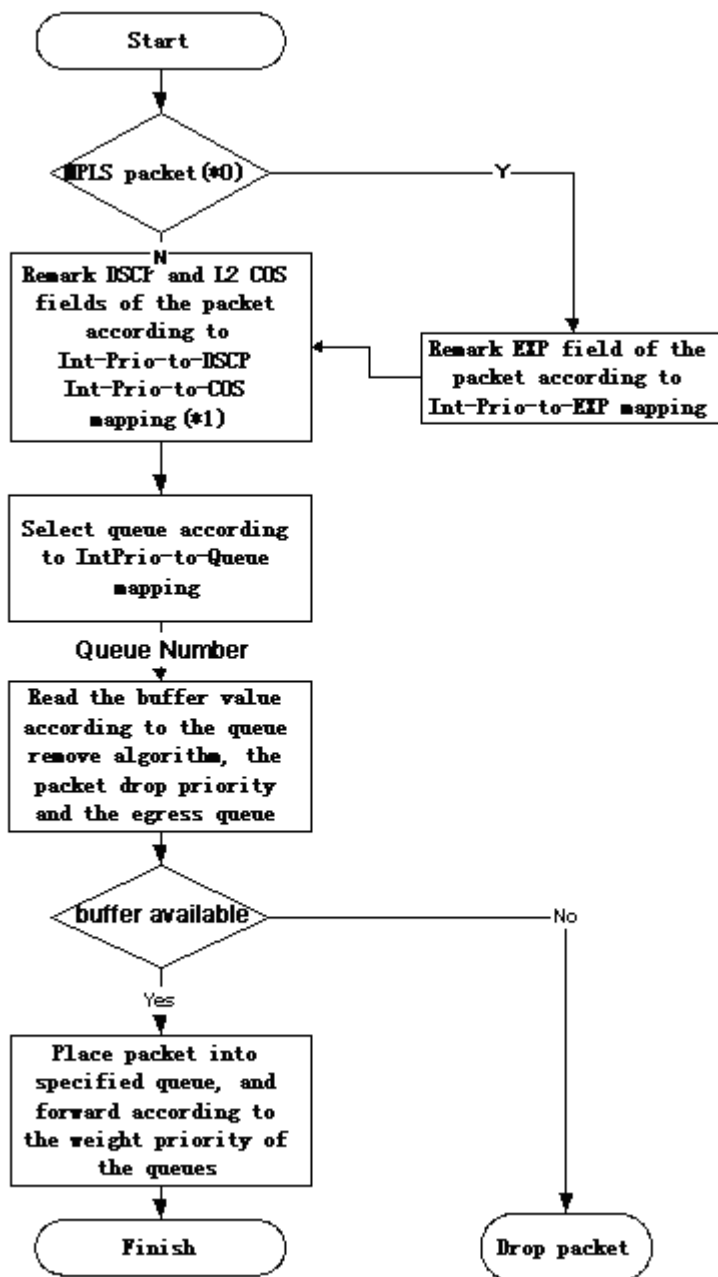 Start
MPLS packet(*0)
Y
N
Remark DSCP and L2 COS
fields of the packet
according to
Int-Prio-to-DSCP
Int-Prio-to-COS
mapping(*1)
Remark EXP field of the
packet according to
Int-Prio-to-EXP mapping
Select queue according
to IntPrio-to-Queue
mapping
Queue Number
Read the buffer value
according to the queue
remove algorithm, the
packet drop priority
and the egress queue
buffer available
No
Yes
Place packet into
specified queue, and
forward according to
the weight priority of
the queues
Finish
Drop packet